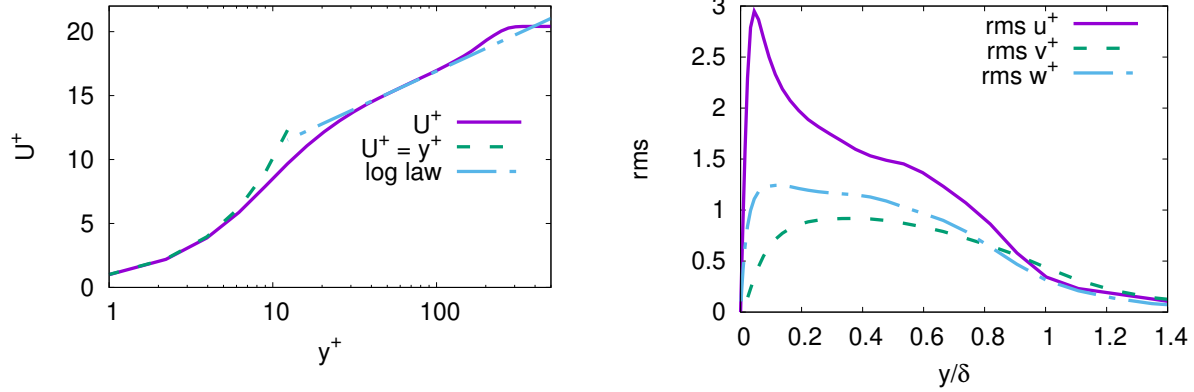 20
15
10
5
0
1
10
100
U⁺
y⁺
U⁺
U⁺ = y⁺
log law
3
2.5
2
1.5
1
0.5
0
0
0.2
0.4
0.6
0.8
1
1.2
1.4
rms
y/δ
rms u⁺
rms v⁺
rms w⁺